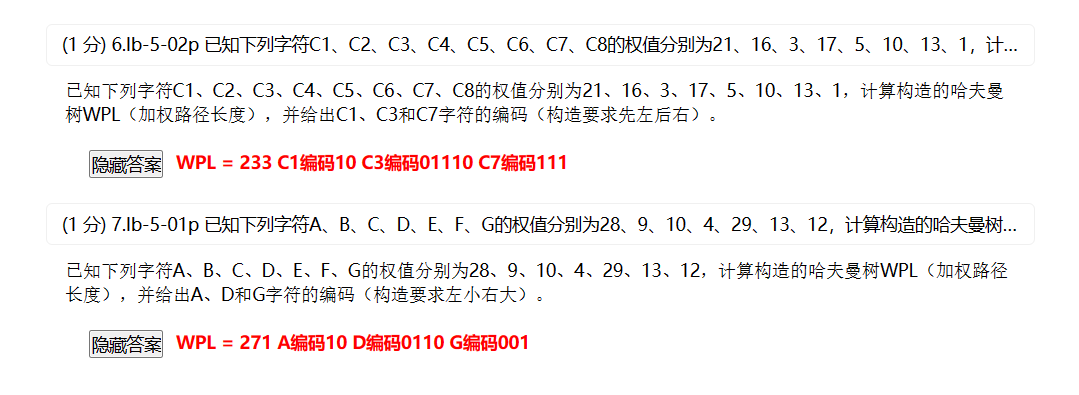 (1 分) 6.lb-5-02p 已知下列字符C1、C2、C3、C4、C5、C6、C7、C8的权值分别为21、16、3、17、5、10、13、1，计...
已知下列字符C1、C2、C3、C4、C5、C6、C7、C8的权值分别为21、16、3、17、5、10、13、1，计算构造的哈夫曼
树WPL（加权路径长度），并给出C1、C3和C7字符的编码（构造要求先左后右）。
隐藏答案 WPL = 233 C1编码10 C3编码01110 C7编码111
(1 分) 7.lb-5-01p 已知下列字符A、B、C、D、E、F、G的权值分别为28、9、10、4、29、13、12，计算构造的哈夫曼树...
已知下列字符A、B、C、D、E、F、G的权值分别为28、9、10、4、29、13、12，计算构造的哈夫曼树WPL（加权路径
长度），并给出A、D和G字符的编码（构造要求左小右大）。
隐藏答案 WPL = 271 A编码10 D编码0110 G编码001